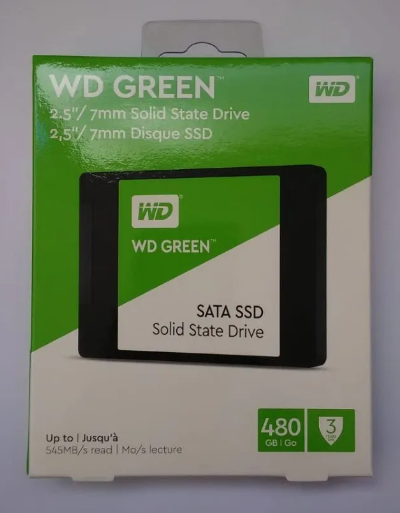 WD GREEN™
WD
2.5"/ 7mm Solid State Drive
2,5"/ 7mm Disque SSD
WD
WD GREEN™
SATA SSD
Solid State Drive
480
GB | Go
3
Up to | Jusqu'à
545MB/s read | Mo/s lecture